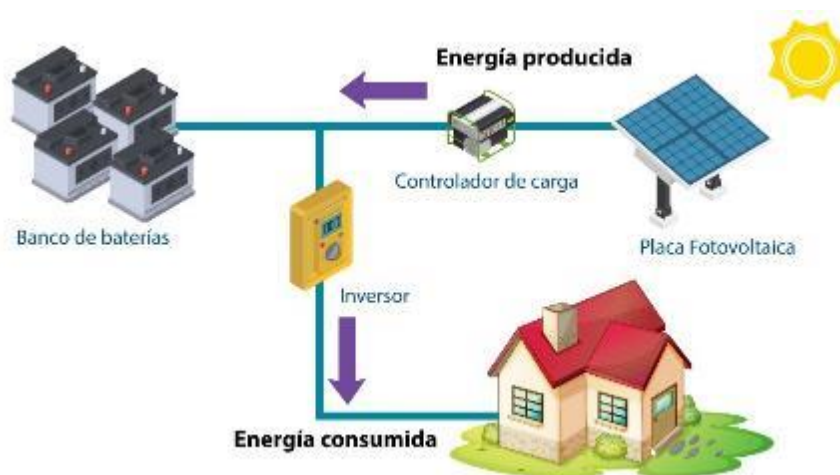 Energía producida
Controlador de carga
Banco de baterías
Placa Fotovoltaica
Inversor
Energía consumida